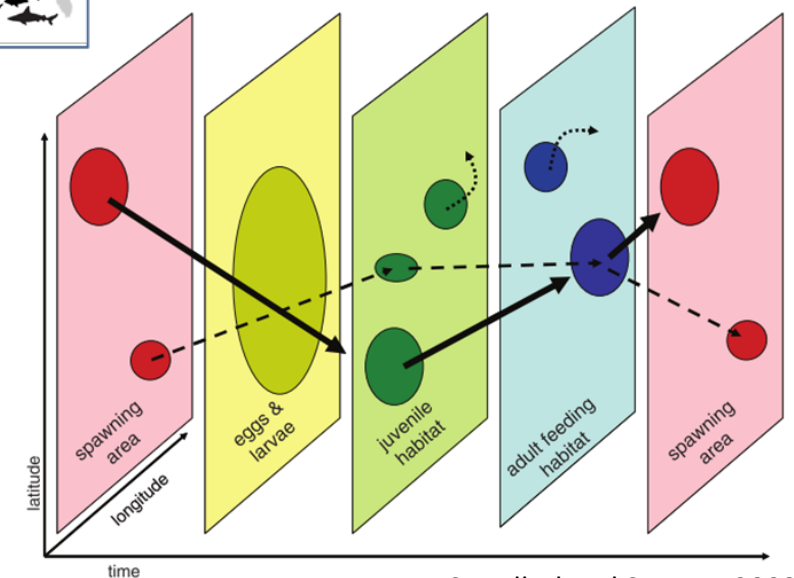 spawning
area
eggs &
larvae
juvenile
habitat
adult feeding
habitat
spawning
area
latitude
longitude
time